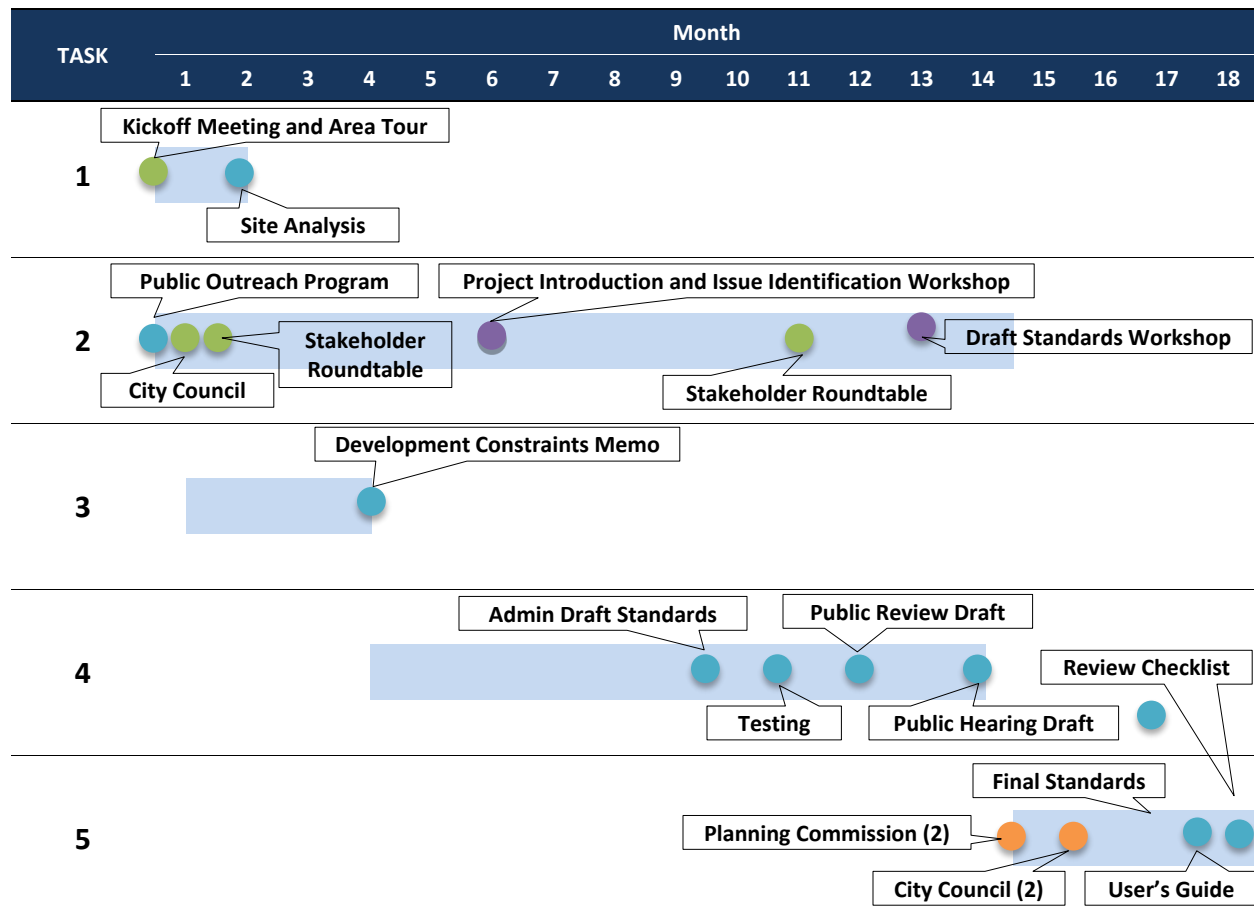 TASK
Month
1 2 3 4 5 6 7 8 9 10 11 12 13 14 15 16 17 18
Kickoff Meeting and Area Tour
1
Site Analysis
Public Outreach Program
Project Introduction and Issue Identification Workshop
2
Stakeholder
Roundtable
Draft Standards Workshop
City Council
Stakeholder Roundtable
Development Constraints Memo
3
Admin Draft Standards
Public Review Draft
Review Checklist
4
Testing
Public Hearing Draft
Final Standards
5
Planning Commission (2)
City Council (2)
User’s Guide